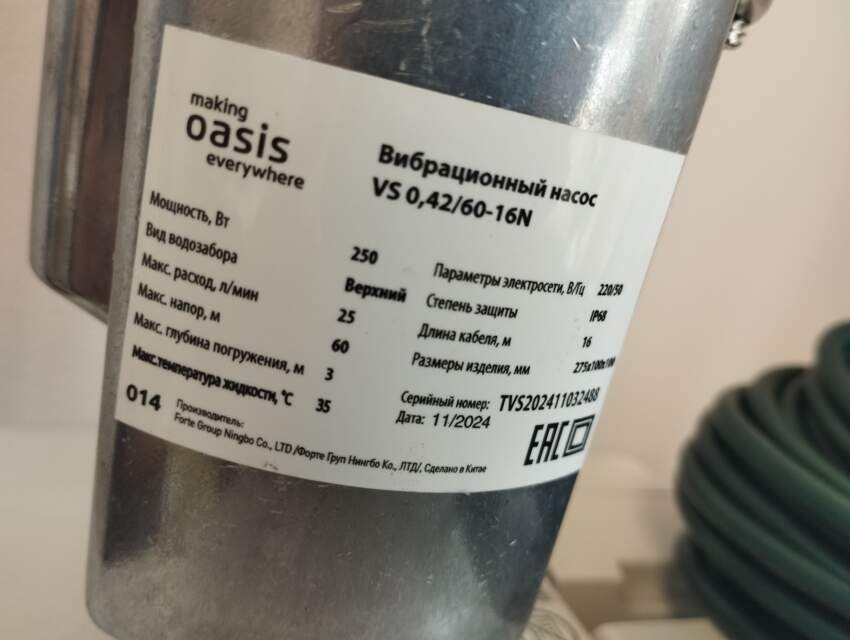 making
oasis
everywhere
Вибрационный насос
VS 0,42/60-16N
Мощность, Вт 250
Вид водозабора Верхний
Макс. расход, л/мин 25
Макс. напор, м 60
Макс. глубина погружения, м 3
Макс.температура жидкости, °C 35
Параметры электросети, В/Гц 220/50
Степень защиты IP68
Длина кабеля, м 16
Размеры изделия, мм 275x100x100
Серийный номер: TVS202411032488
Дата: 11/2024
014
Производитель:
Forte Group Ningbo Co., LTD /Форте Груп Нингбо Ко., ЛТД/, Сделано в Китае
EAC